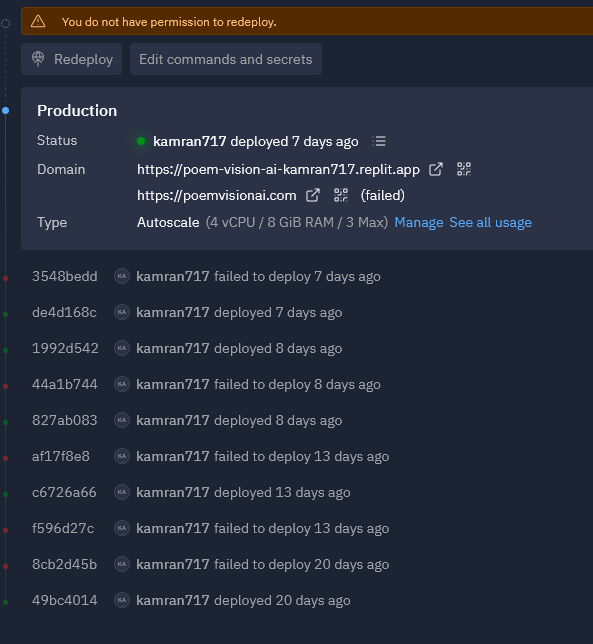 You do not have permission to redeploy.
Redeploy Edit commands and secrets
Production
Status kamran717 deployed 7 days ago
Domain https://poem-vision-ai-kamran717.replit.app
https://poemvisionai.com (failed)
Type Autoscale (4 vCPU / 8 GiB RAM / 3 Max) Manage See all usage
3548bedd KA kamran717 failed to deploy 7 days ago
de4d168c KA kamran717 deployed 7 days ago
1992d542 KA kamran717 deployed 8 days ago
44a1b744 KA kamran717 failed to deploy 8 days ago
827ab083 KA kamran717 deployed 8 days ago
af17f8e8 KA kamran717 failed to deploy 13 days ago
c6726a66 KA kamran717 deployed 13 days ago
f596d27c KA kamran717 failed to deploy 13 days ago
8cb2d45b KA kamran717 failed to deploy 20 days ago
49bc4014 KA kamran717 deployed 20 days ago